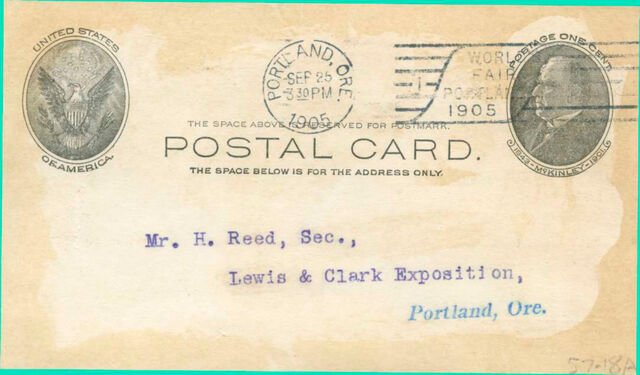 UNITED STATES
OF AMERICA.
PORTLAND, ORE.
SEP 25
3 30 PM
1905
WORLD
FAIR
PORTLAND
1905
POSTAGE ONE CENT.
1843-McKINLEY-1901
THE SPACE ABOVE IS RESERVED FOR POSTMARK.
POSTAL CARD.
THE SPACE BELOW IS FOR THE ADDRESS ONLY.
Mr. H. Reed, Sec.,
Lewis & Clark Exposition,
Portland, Ore.
57-18A